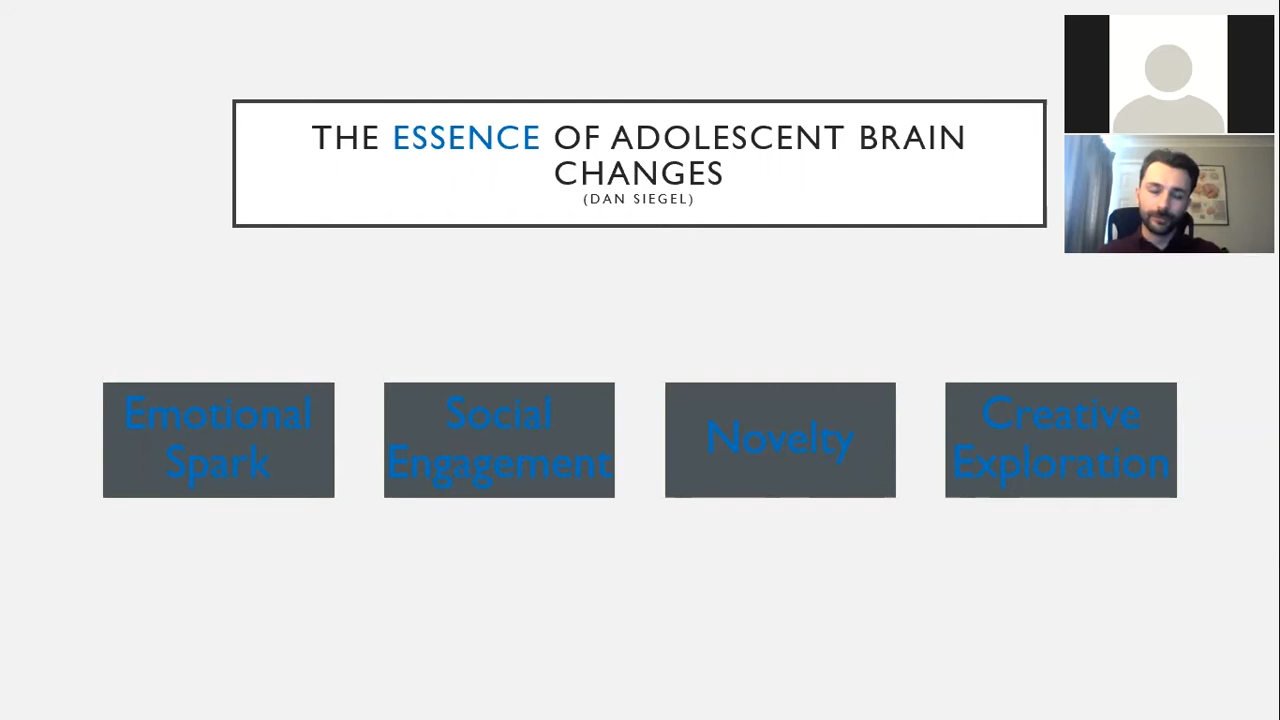 THE ESSENCE OF ADOLESCENT BRAIN
CHANGES
(DAN SIEGEL)
Emotional
Spark
Social
Engagement
Novelty
Creative
Exploration